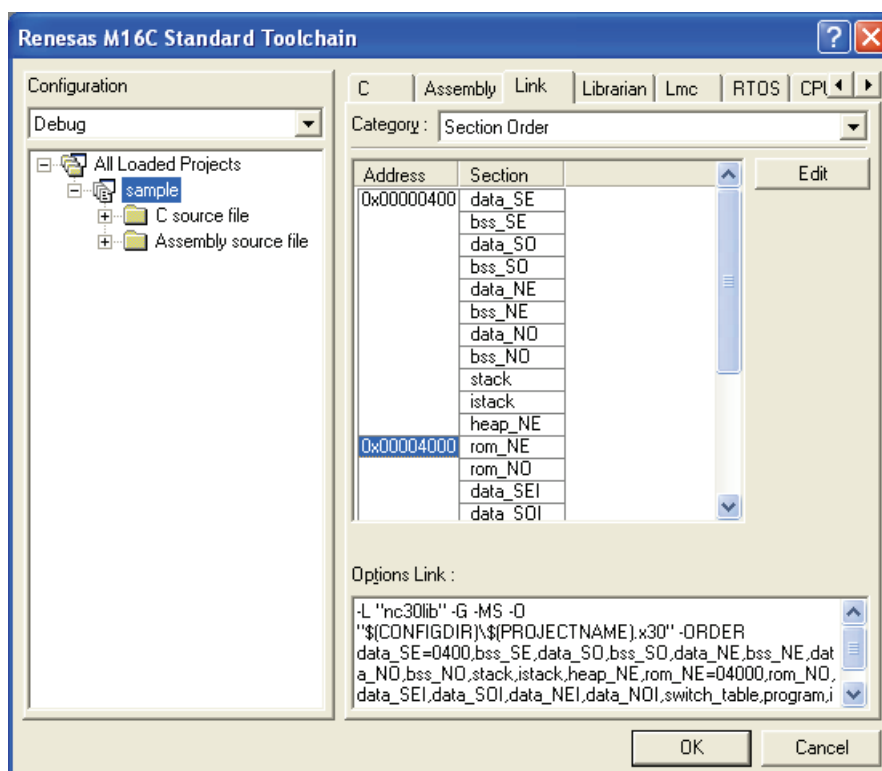 Renesas M16C Standard Toolchain
Configuration
Debug
All Loaded Projects
sample
C source file
Assembly source file
C Assembly Link Librarian Lmc RTOS CPU
Category : Section Order
Address Section
0x00000400 data_SE
bss_SE
data_SO
bss_SO
data_NE
bss_NE
data_NO
bss_NO
stack
istack
heap_NE
0x00004000 rom_NE
rom_NO
data_SEI
data_SOI
Edit
Options Link :
-L "nc30lib" -G -MS -O
"$(CONFIGDIR)\$(PROJECTNAME).x30" -ORDER
data_SE=0400,bss_SE,data_SO,bss_SO,data_NE,bss_NE,dat
a_NO,bss_NO,stack,istack,heap_NE,rom_NE=04000,rom_NO,
data_SEI,data_SOI,data_NEI,data_NOI,switch_table,program,i
OK Cancel